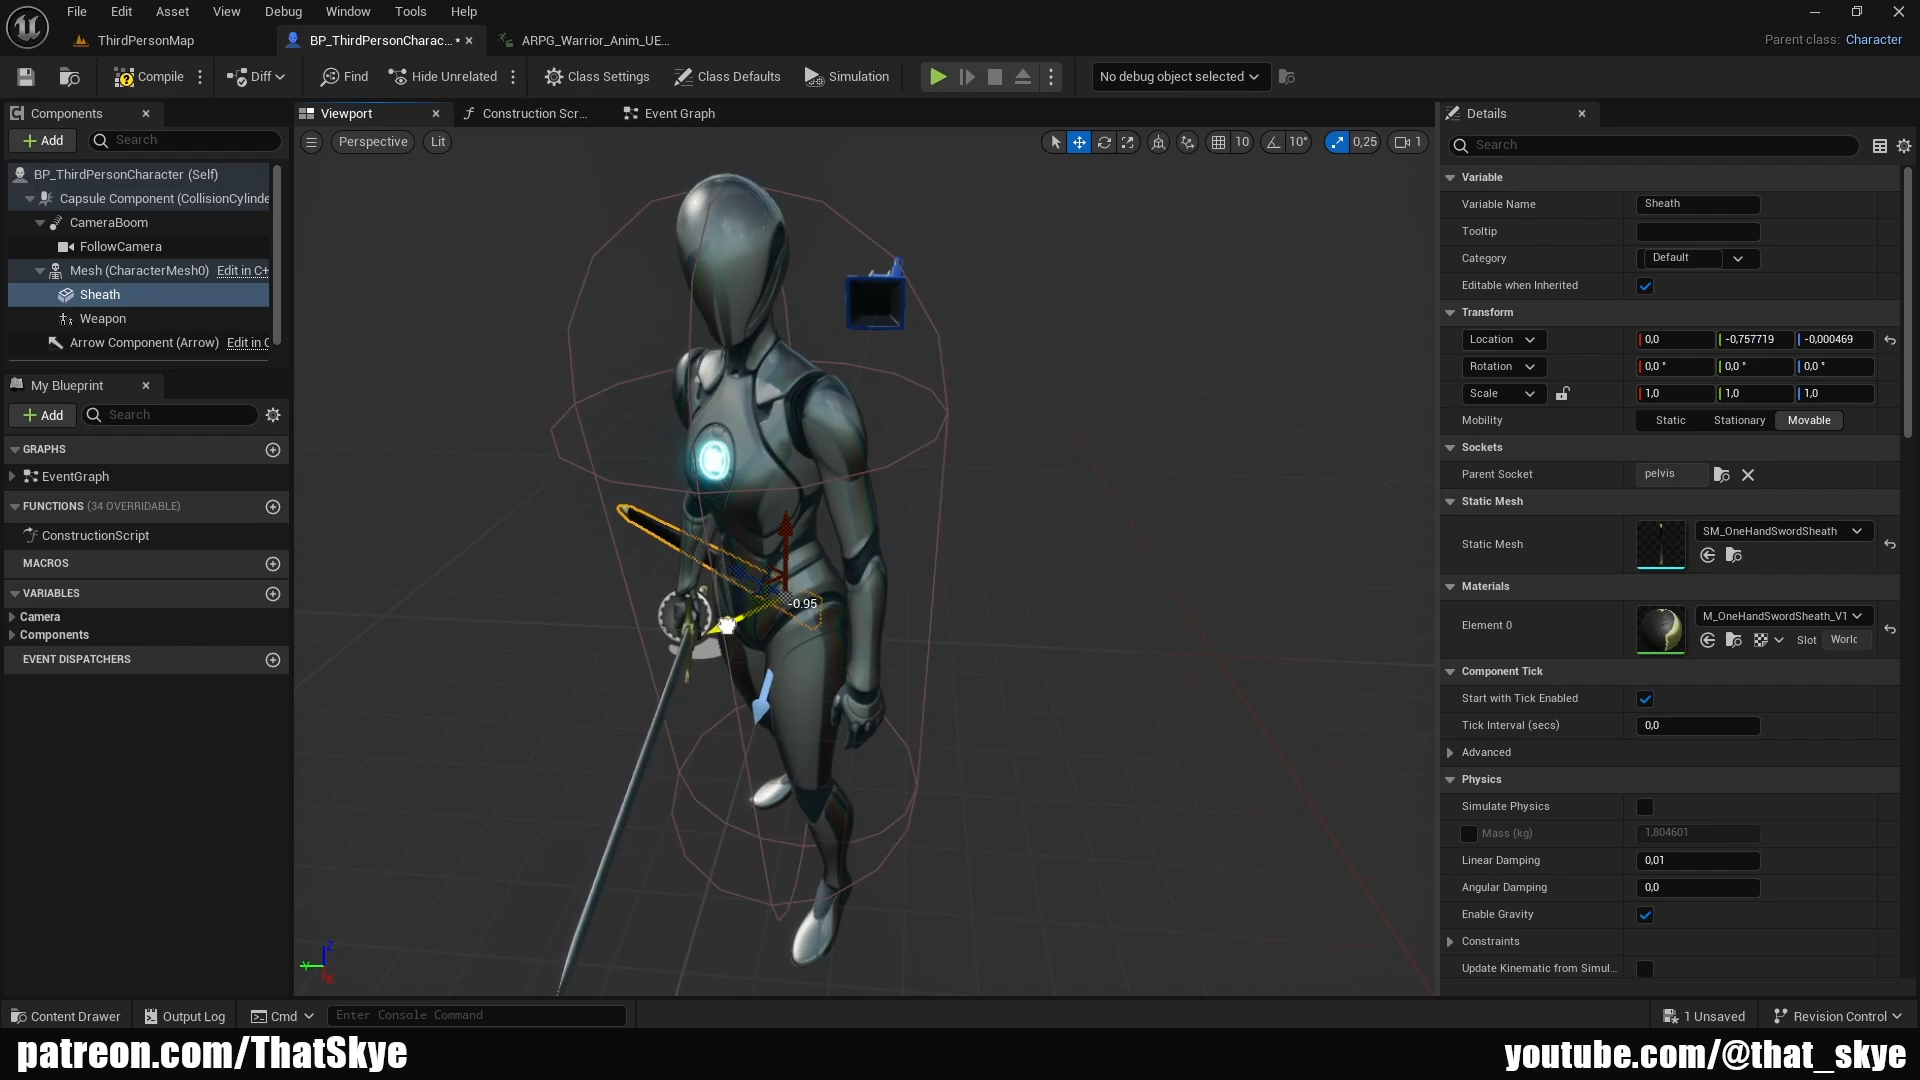 File Edit Asset View Debug Window Tools Help
ThirdPersonMap
BP_ThirdPersonCharac... *
ARPG_Warrior_Anim_UE...
Parent class: Character
Compile
Diff
Find
Hide Unrelated
Class Settings
Class Defaults
Simulation
No debug object selected
Components
Add
Search
BP_ThirdPersonCharacter (Self)
Capsule Component (CollisionCylinde
CameraBoom
FollowCamera
Mesh (CharacterMesh0) Edit in C+
Sheath
Weapon
Arrow Component (Arrow) Edit in C
My Blueprint
Add
Search
GRAPHS
EventGraph
FUNCTIONS (34 OVERRIDABLE)
ConstructionScript
MACROS
VARIABLES
Camera
Components
EVENT DISPATCHERS
Viewport
Construction Scr...
Event Graph
Perspective
Lit
10
10°
0,25
1
-0.95
Z
Y
X
Details
Search
Variable
Variable Name Sheath
Tooltip
Category Default
Editable when Inherited
Transform
Location 0,0 -0,757719 -0,000469
Rotation 0,0 ° 0,0 ° 0,0 °
Scale 1,0 1,0 1,0
Mobility Static Stationary Movable
Sockets
Parent Socket pelvis
Static Mesh
Static Mesh SM_OneHandSwordSheath
Materials
Element 0 M_OneHandSwordSheath_V1
Slot Worlc
Component Tick
Start with Tick Enabled
Tick Interval (secs) 0,0
Advanced
Physics
Simulate Physics
Mass (kg) 1,804601
Linear Damping 0,01
Angular Damping 0,0
Enable Gravity
Constraints
Update Kinematic from Simul...
Content Drawer
Output Log
Cmd
Enter Console Command
1 Unsaved
Revision Control
patreon.com/ThatSkye
youtube.com/@that_skye